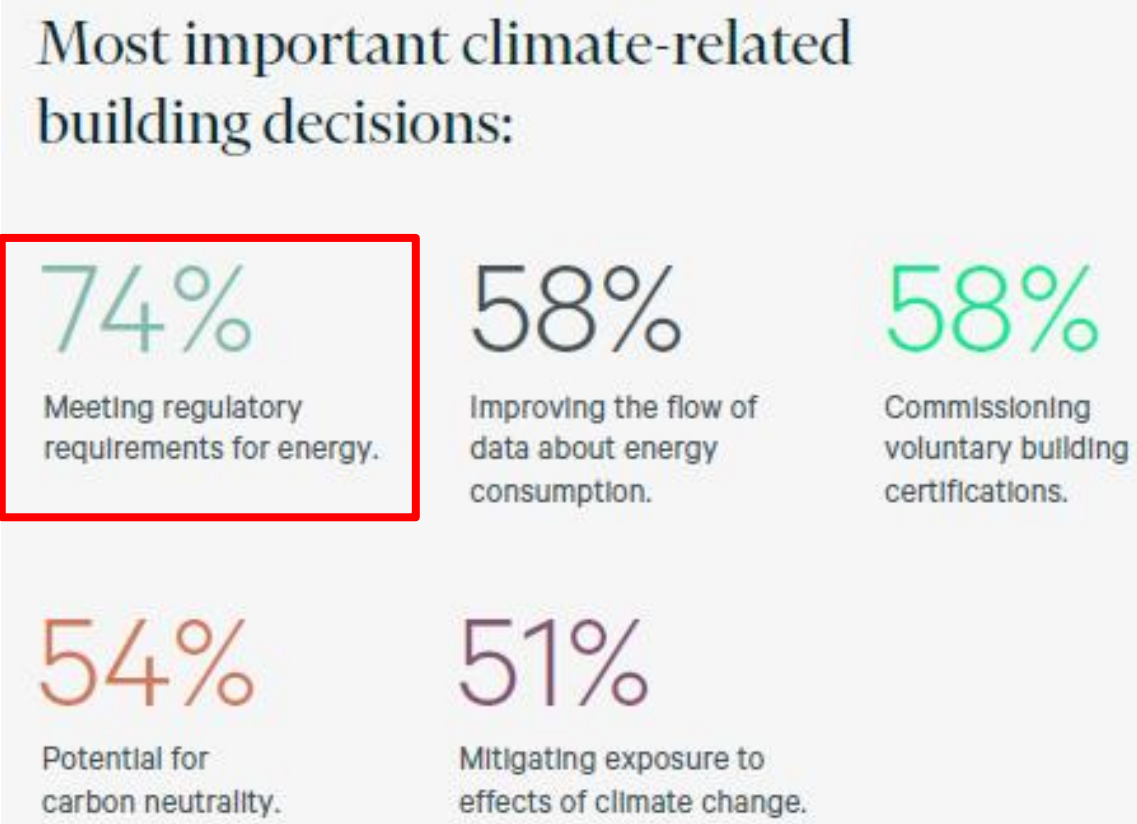 Most important climate-related
building decisions:
74%
Meeting regulatory
requirements for energy.
58%
Improving the flow of
data about energy
consumption.
58%
Commissioning
voluntary building
certifications.
54%
Potential for
carbon neutrality.
51%
Mitigating exposure to
effects of climate change.